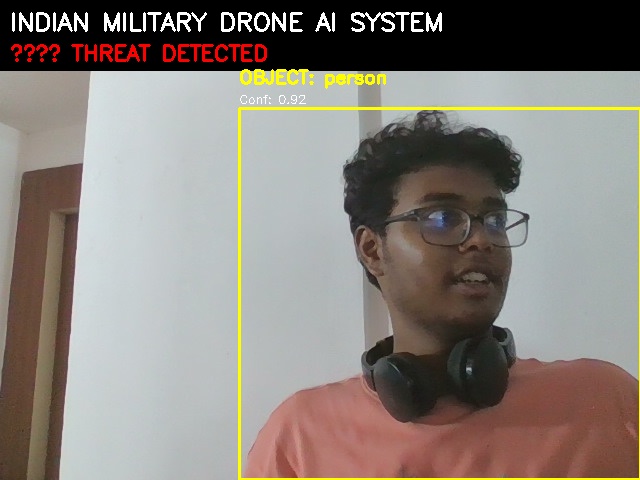 INDIAN MILITARY DRONE AI SYSTEM
???? THREAT DETECTED
OBJECT: person
Conf: 0.92